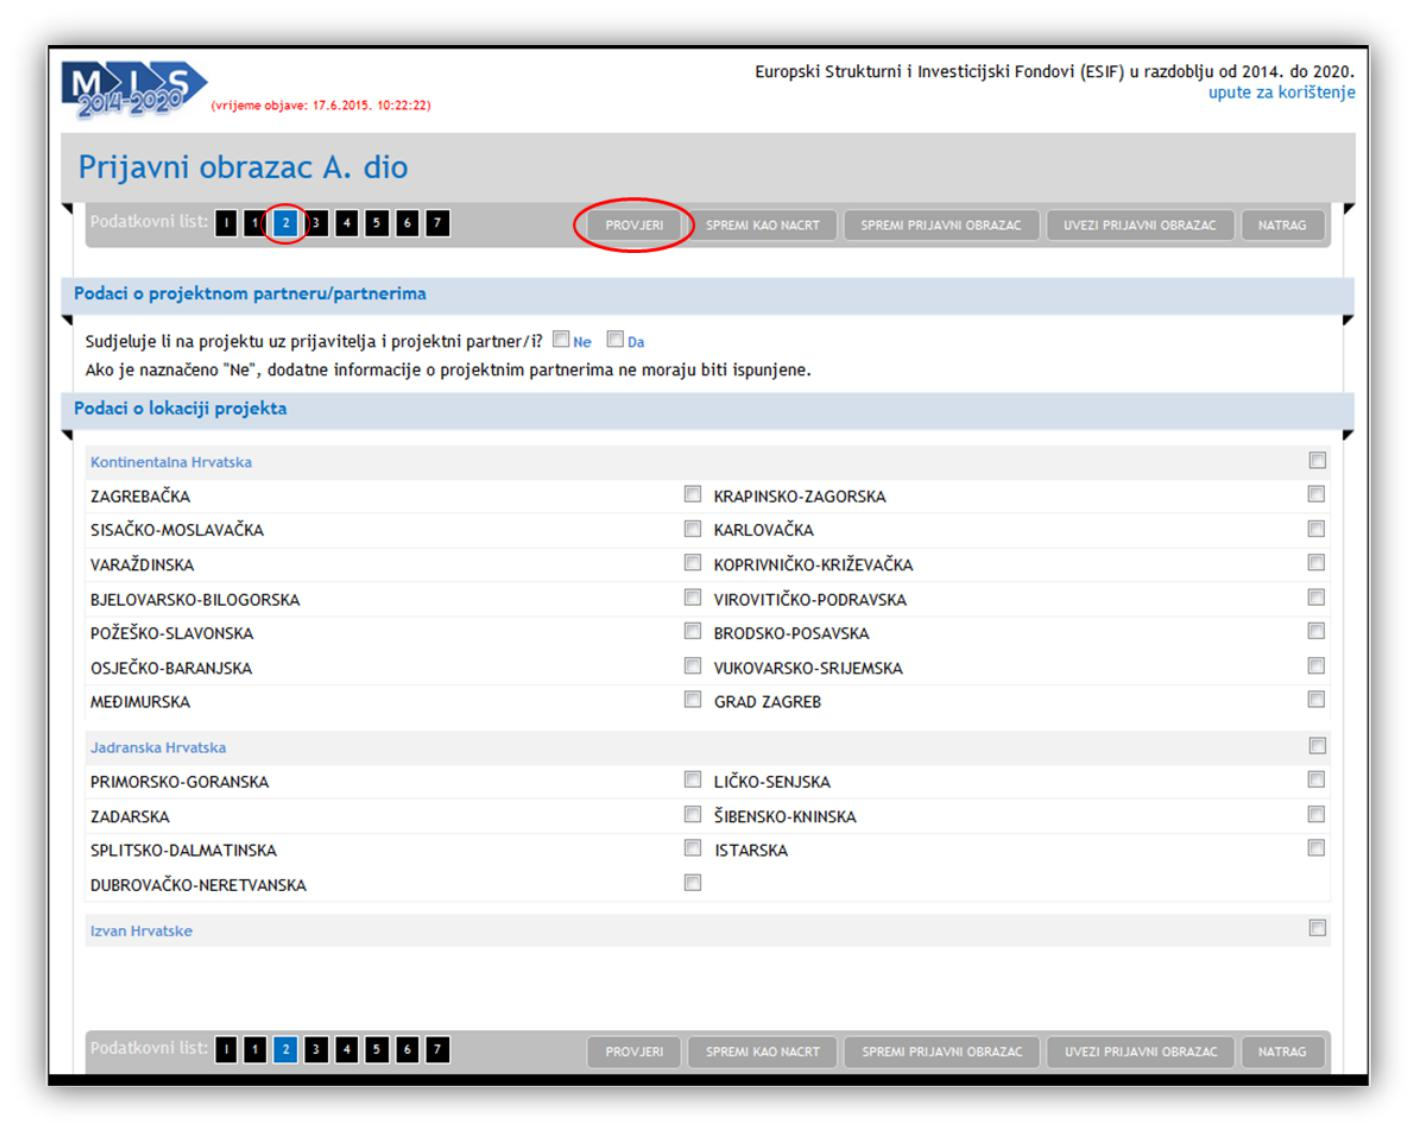 MIS
2014-2020
(vrijeme objave: 17.6.2015. 10:22:22)
Europski Strukturni i Investicijski Fondovi (ESIF) u razdoblju od 2014. do 2020.
upute za korištenje
Prijavni obrazac A. dio
Podatkovni list: I 1 2 3 4 5 6 7 PROVJERI SPREMI KAO NACRT SPREMI PRIJAVNI OBRAZAC UVEZI PRIJAVNI OBRAZAC NATRAG
Podaci o projektnom partneru/partnerima
Sudjeluje li na projektu uz prijavitelja i projektni partner/i? Ne Da
Ako je naznačeno "Ne", dodatne informacije o projektnim partnerima ne moraju biti ispunjene.
Podaci o lokaciji projekta
Kontinentalna Hrvatska
ZAGREBAČKA KRAPINSKO-ZAGORSKA
SISAČKO-MOSLAVAČKA KARLOVAČKA
VARAŽDINSKA KOPRIVNIČKO-KRIŽEVAČKA
BJELOVARSKO-BILOGORSKA VIROVITIČKO-PODRAVSKA
POŽEŠKO-SLAVONSKA BRODSKO-POSAVSKA
OSJEČKO-BARANJSKA VUKOVARSKO-SRIJEMSKA
MEĐIMURSKA GRAD ZAGREB
Jadranska Hrvatska
PRIMORSKO-GORANSKA LIČKO-SENJSKA
ZADARSKA ŠIBENSKO-KNINSKA
SPLITSKO-DALMATINSKA ISTARSKA
DUBROVAČKO-NERETVANSKA
Izvan Hrvatske
Podatkovni list: I 1 2 3 4 5 6 7 PROVJERI SPREMI KAO NACRT SPREMI PRIJAVNI OBRAZAC UVEZI PRIJAVNI OBRAZAC NATRAG